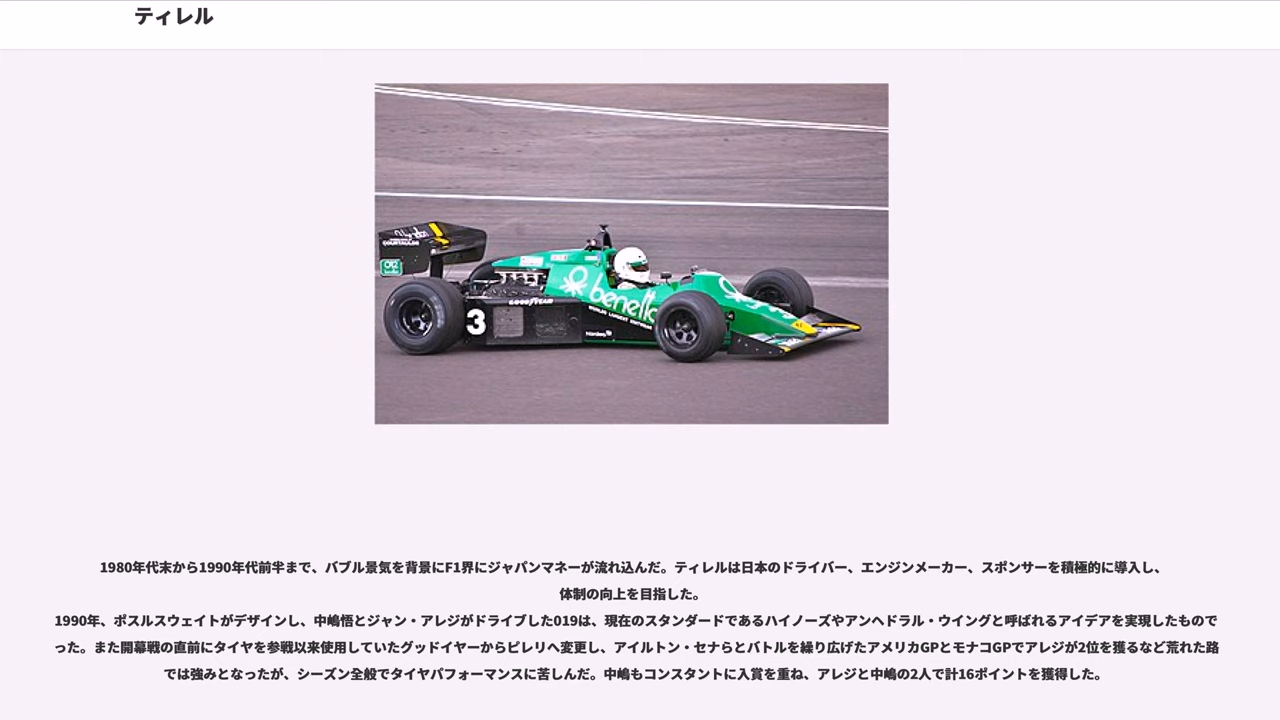 ティレル
COURTAULDS
benett
GOOD YEAR
3
1980年代末から1990年代前半まで、バブル景気を背景にF1界にジャパンマネーが流れ込んだ。ティレルは日本のドライバー、エンジンメーカー、スポンサーを積極的に導入し、
体制の向上を目指した。
1990年、ポスルスウェイトがデザインし、中嶋悟とジャン・アレジがドライブした019は、現在のスタンダードであるハイノーズやアンヘドラル・ウイングと呼ばれるアイデアを実現したもので
った。また開幕戦の直前にタイヤを参戦以来使用していたグッドイヤーからピレリへ変更し、アイルトン・セナらとバトルを繰り広げたアメリカGPとモナコGPでアレジが2位を獲るなど荒れた路
では強みとなったが、シーズン全般でタイヤパフォーマンスに苦しんだ。中嶋もコンスタントに入賞を重ね、アレジと中嶋の2人で計16ポイントを獲得した。